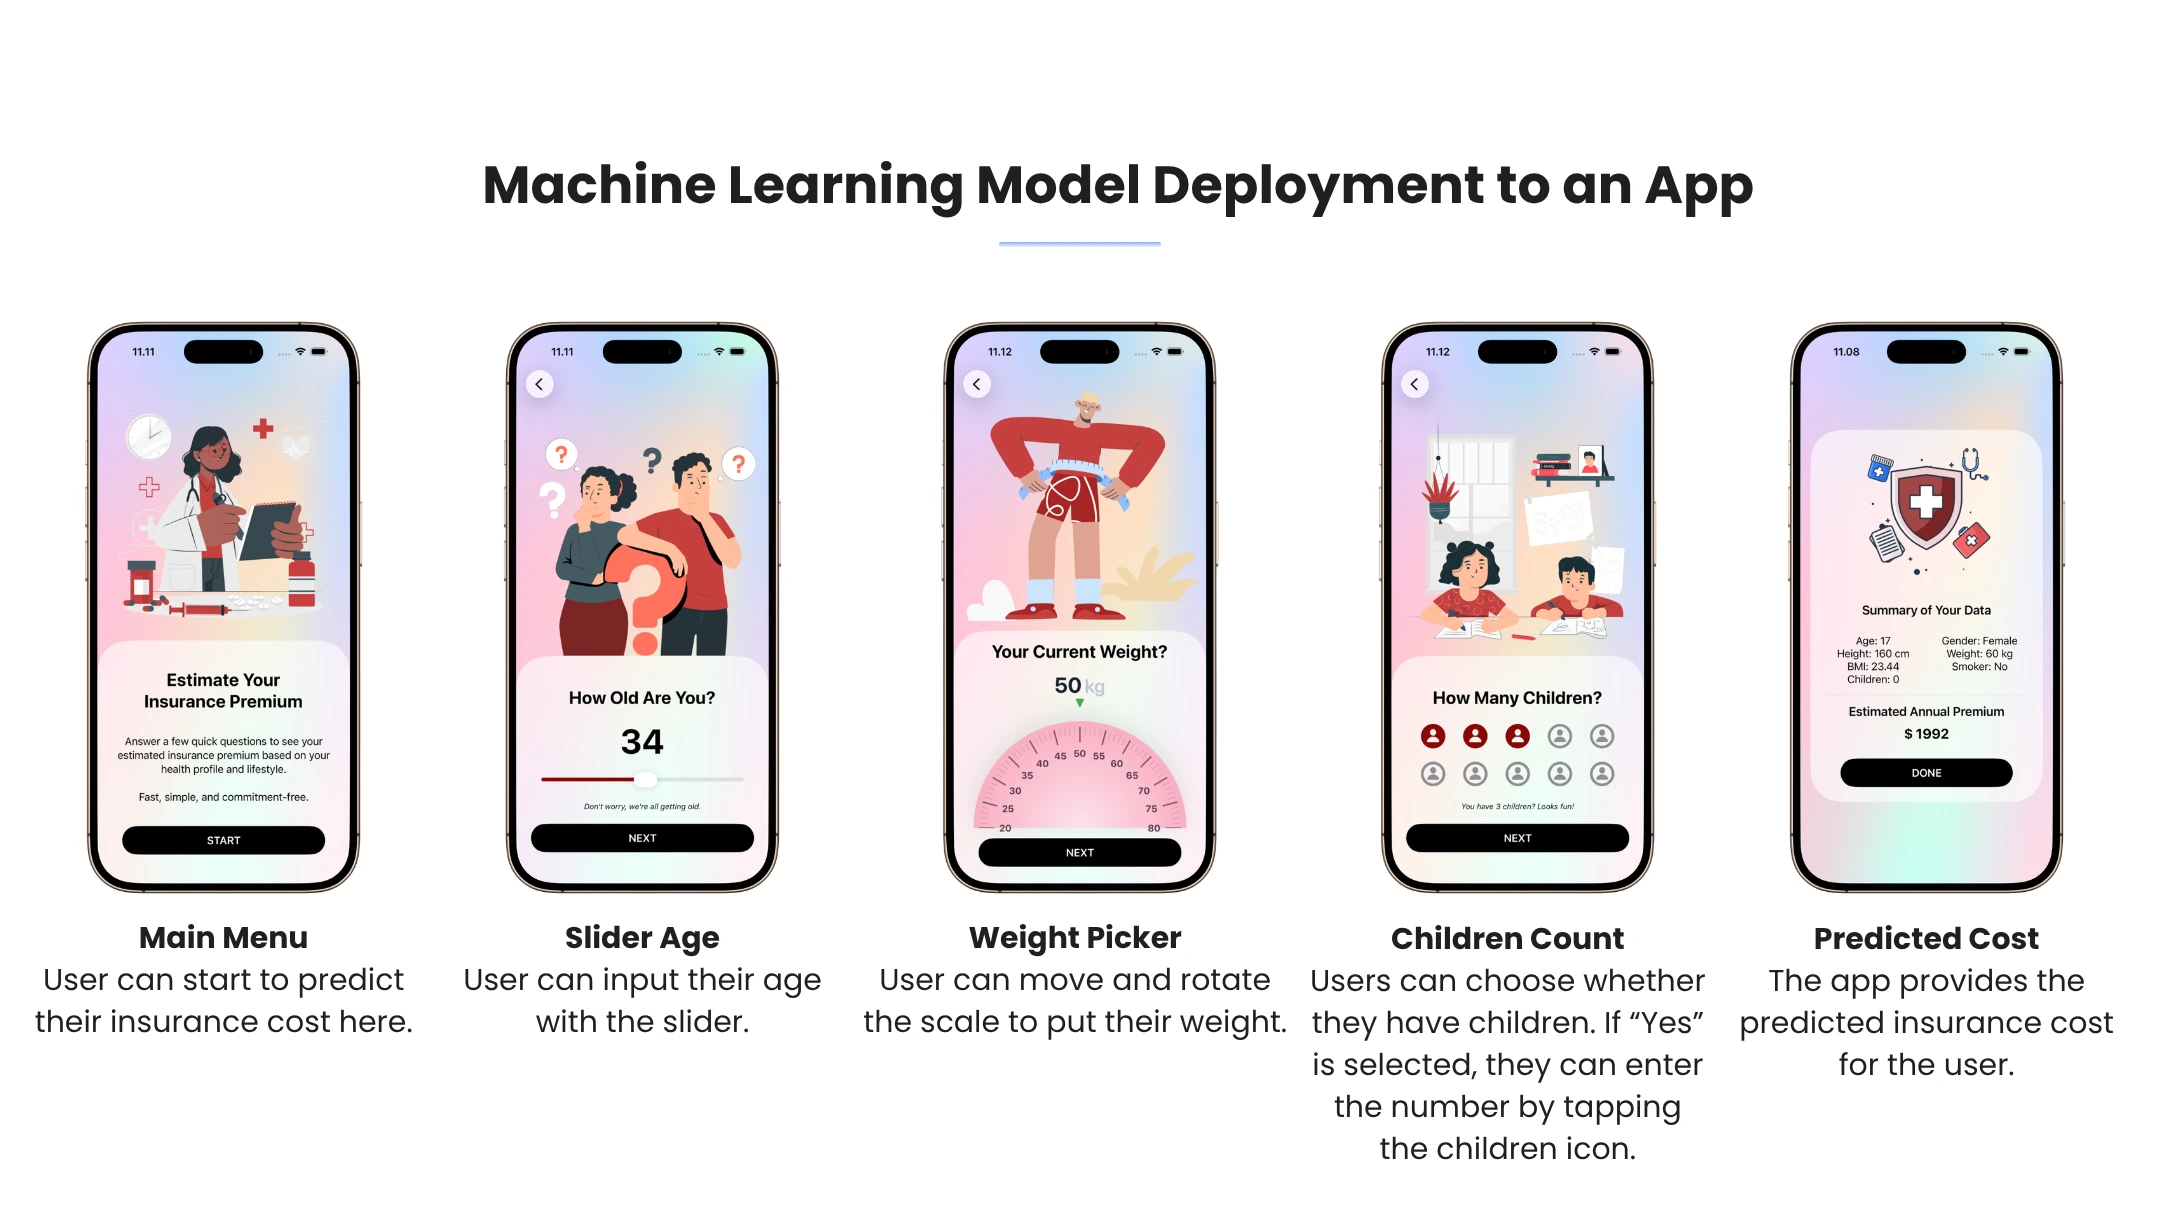 Machine Learning Model Deployment to an App
11.11
Estimate Your
Insurance Premium
Answer a few quick questions to see your
estimated insurance premium based on your
health profile and lifestyle.
Fast, simple, and commitment-free.
START
Main Menu
User can start to predict
their insurance cost here.
11.11
? ? ?
?
?
How Old Are You?
34
Don't worry, we're all getting old.
NEXT
Slider Age
User can input their age
with the slider.
11.12
Your Current Weight?
50 kg
20 25 30 35 40 45 50 55 60 65 70 75 80
NEXT
Weight Picker
User can move and rotate
the scale to put their weight.
11.12
How Many Children?
You have 3 children? Looks fun!
NEXT
Children Count
Users can choose whether
they have children. If “Yes”
is selected, they can enter
the number by tapping
the children icon.
11.08
Summary of Your Data
Age: 17
Height: 160 cm
BMI: 23.44
Children: 0
Gender: Female
Weight: 60 kg
Smoker: No
Estimated Annual Premium
$ 1992
DONE
Predicted Cost
The app provides the
predicted insurance cost
for the user.